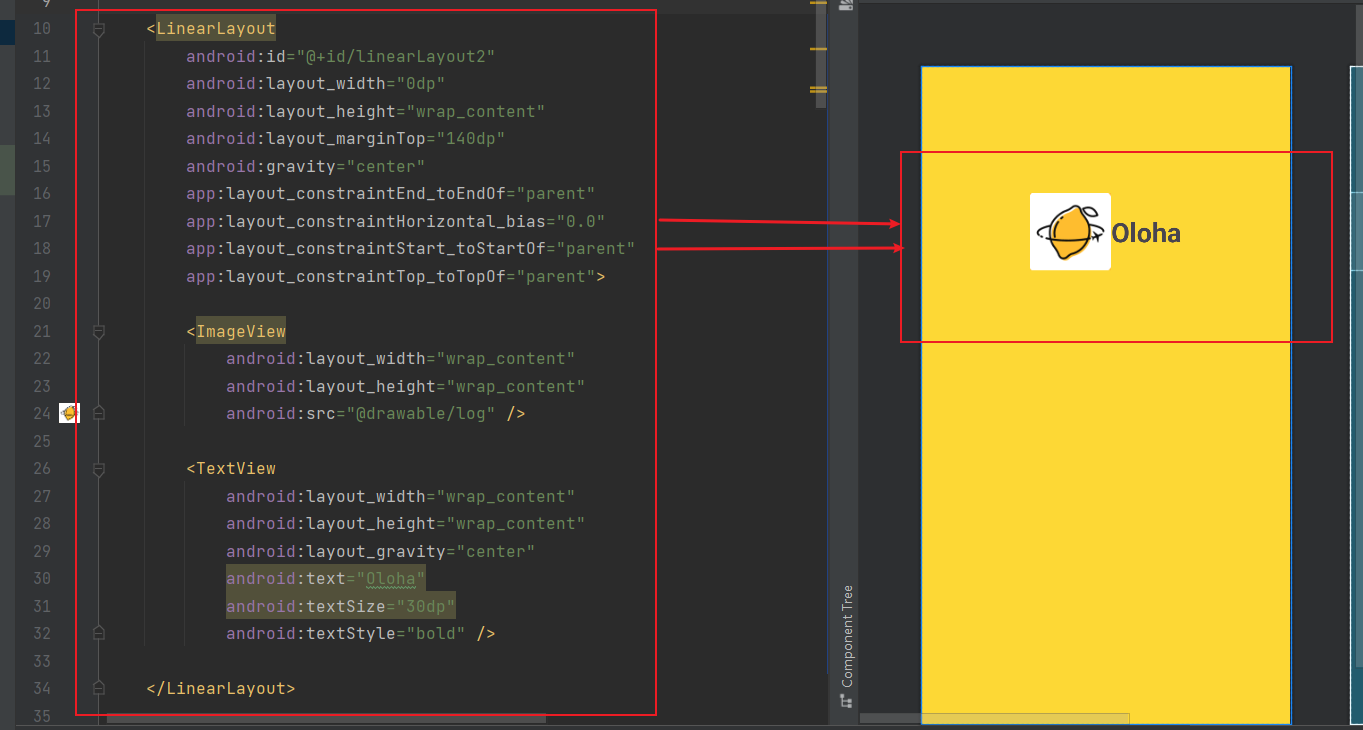 9
10 <LinearLayout
11 android:id="@+id/linearLayout2"
12 android:layout_width="0dp"
13 android:layout_height="wrap_content"
14 android:layout_marginTop="140dp"
15 android:gravity="center"
16 app:layout_constraintEnd_toEndOf="parent"
17 app:layout_constraintHorizontal_bias="0.0"
18 app:layout_constraintStart_toStartOf="parent"
19 app:layout_constraintTop_toTopOf="parent">
20
21 <ImageView
22 android:layout_width="wrap_content"
23 android:layout_height="wrap_content"
24 android:src="@drawable/log" />
25
26 <TextView
27 android:layout_width="wrap_content"
28 android:layout_height="wrap_content"
29 android:layout_gravity="center"
30 android:text="Oloha"
31 android:textSize="30dp"
32 android:textStyle="bold" />
33
34 </LinearLayout>
35
Component Tree
Oloha